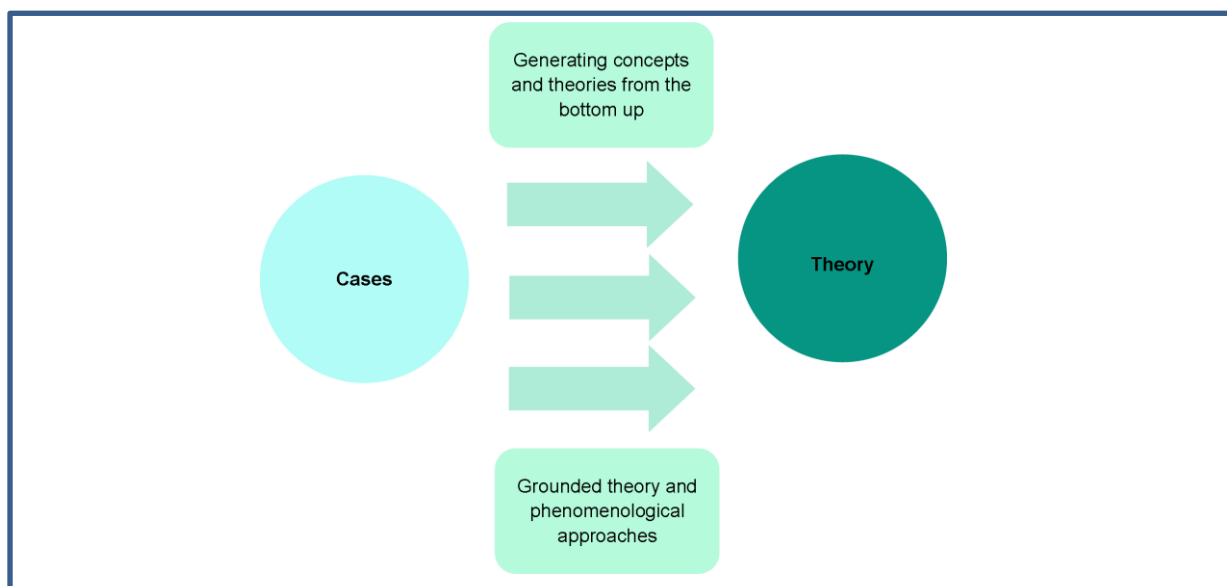 Generating concepts
and theories from the
bottom up
Cases
Theory
Grounded theory and
phenomenological
approaches